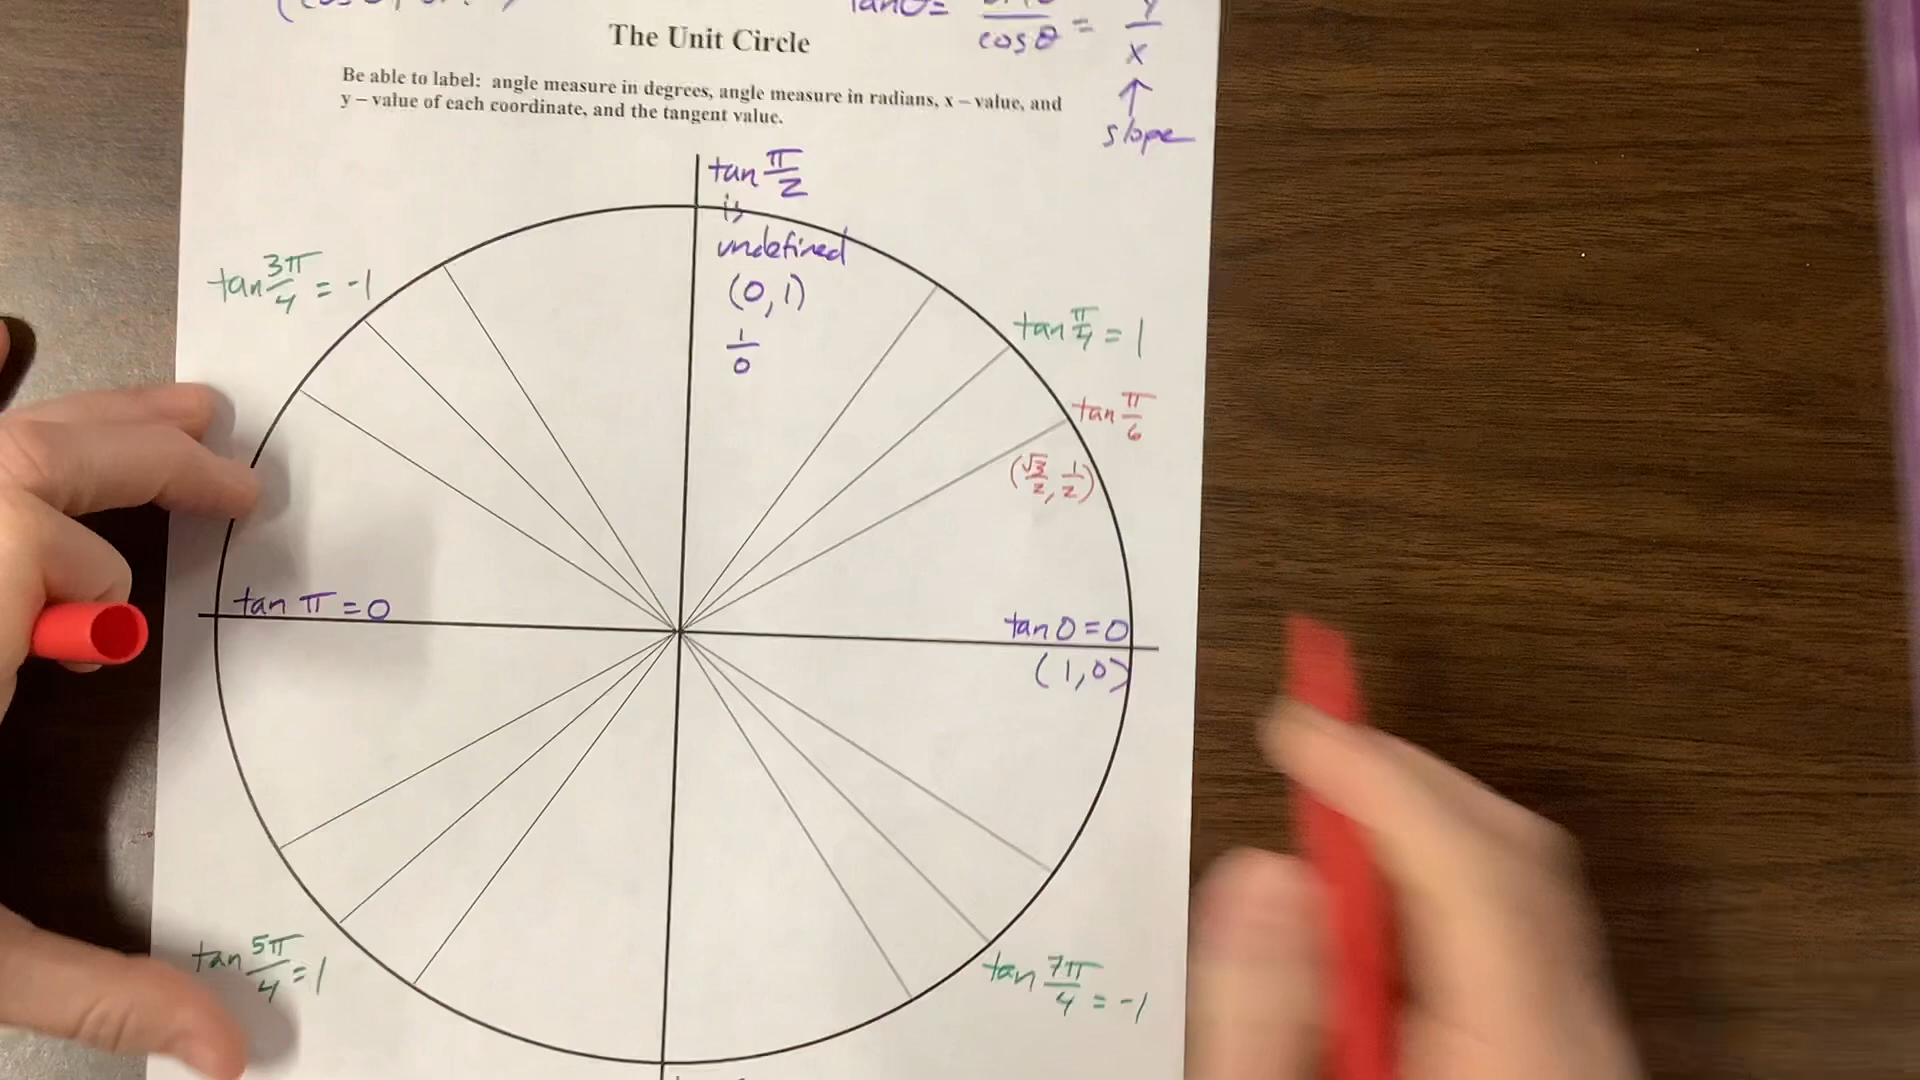 tanθ = /cosθ = y/x
The Unit Circle
Be able to label: angle measure in degrees, angle measure in radians, x – value, and
y – value of each coordinate, and the tangent value.
↑
slope
tan π/2
is
undefined
(0,1)
1/0
tan 3π/4 = -1
tan π/4 = 1
tan π/6
(√3/2, 1/2)
tan π = 0
tan 0 = 0
(1,0)
tan 5π/4 = 1
tan 7π/4 = -1